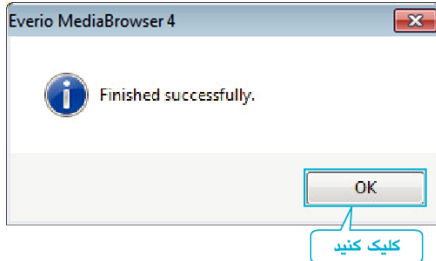 Everio MediaBrowser 4
Finished successfully.
OK
کلیک کنید